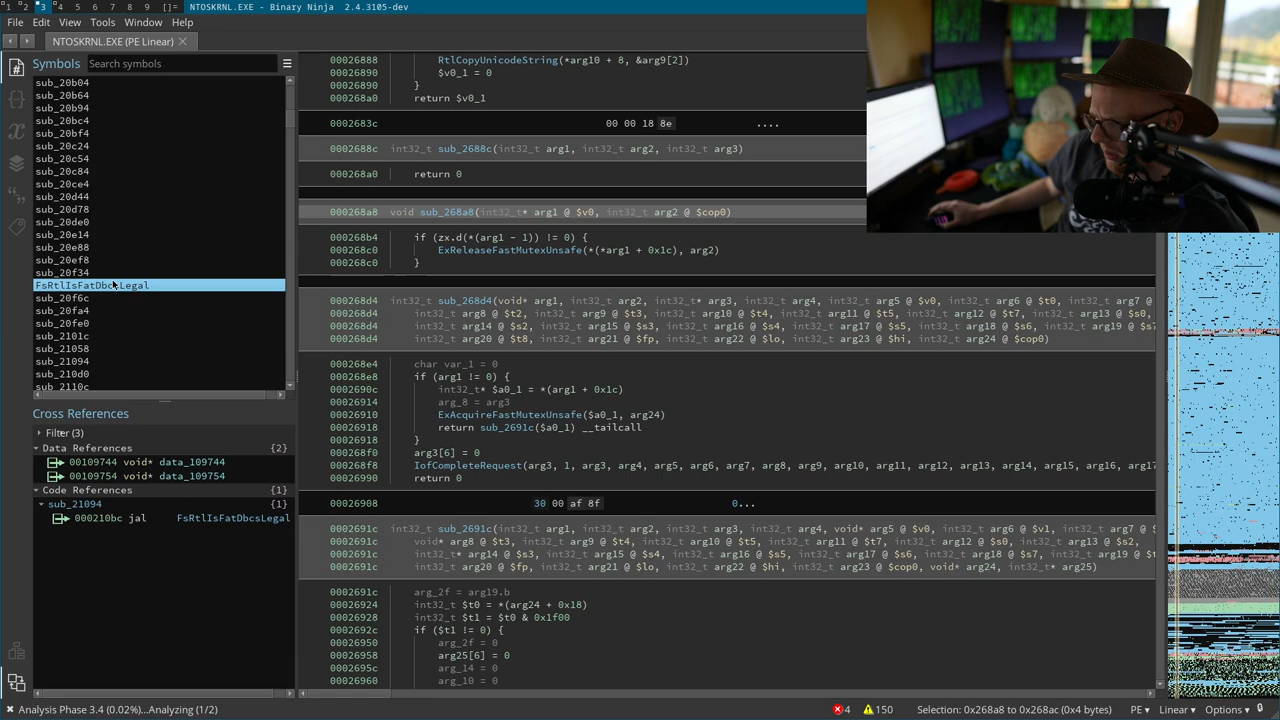 1 2 3 4 5 6 7 8 9 []= NTOSKRNL.EXE - Binary Ninja 2.4.3105-dev
File Edit View Tools Window Help
NTOSKRNL.EXE (PE Linear)
Symbols Search symbols
sub_20b04
sub_20b64
sub_20b94
sub_20bc4
sub_20bf4
sub_20c24
sub_20c54
sub_20c84
sub_20ce4
sub_20d44
sub_20d78
sub_20de0
sub_20e14
sub_20e88
sub_20ef8
sub_20f34
FsRtlIsFatDbcsLegal
sub_20f6c
sub_20fa4
sub_20fe0
sub_2101c
sub_21058
sub_21094
sub_210d0
sub_2110c
Cross References
Filter (3)
Data References {2}
00109744 void* data_109744
00109754 void* data_109754
Code References {1}
sub_21094 {1}
000210bc jal FsRtlIsFatDbcsLegal
00026888 RtlCopyUnicodeString(*arg10 + 8, &arg9[2])
00026890 $v0_1 = 0
00026890 }
000268a0 return $v0_1
0002683c 00 00 18 8e ....
0002688c int32_t sub_2688c(int32_t arg1, int32_t arg2, int32_t arg3)
000268a0 return 0
000268a8 void sub_268a8(int32_t* arg1 @ $v0, int32_t arg2 @ $cop0)
000268b4 if (zx.d(*(arg1 - 1)) != 0) {
000268c0 ExReleaseFastMutexUnsafe(*(*arg1 + 0x1c), arg2)
000268c0 }
000268d4 int32_t sub_268d4(void* arg1, int32_t arg2, int32_t* arg3, int32_t arg4, int32_t arg5 @ $v0, int32_t arg6 @ $t0, int32_t arg7 @
000268d4 int32_t arg8 @ $t2, int32_t arg9 @ $t3, int32_t arg10 @ $t4, int32_t arg11 @ $t5, int32_t arg12 @ $t7, int32_t arg13 @ $s0,
000268d4 int32_t arg14 @ $s2, int32_t arg15 @ $s3, int32_t arg16 @ $s4, int32_t arg17 @ $s5, int32_t arg18 @ $s6, int32_t arg19 @ $s7
000268d4 int32_t arg20 @ $t8, int32_t arg21 @ $fp, int32_t arg22 @ $lo, int32_t arg23 @ $hi, int32_t arg24 @ $cop0)
000268e4 char var_1 = 0
000268e8 if (arg1 != 0) {
0002690c int32_t* $a0_1 = *(arg1 + 0x1c)
00026914 arg_8 = arg3
00026910 ExAcquireFastMutexUnsafe($a0_1, arg24)
00026918 return sub_2691c($a0_1) __tailcall
00026918 }
000268f0 arg3[6] = 0
000268f8 IofCompleteRequest(arg3, 1, arg3, arg4, arg5, arg6, arg7, arg8, arg9, arg10, arg11, arg12, arg13, arg14, arg15, arg16, arg17
00026990 return 0
00026908 30 00 af 8f 0...
0002691c int32_t sub_2691c(int32_t arg1, int32_t arg2, int32_t arg3, int32_t arg4, void* arg5 @ $v0, int32_t arg6 @ $v1, int32_t arg7 @
0002691c void* arg8 @ $t3, int32_t arg9 @ $t4, int32_t arg10 @ $t5, int32_t arg11 @ $t7, int32_t arg12 @ $s0, int32_t arg13 @ $s2,
0002691c int32_t* arg14 @ $s3, int32_t arg15 @ $s4, int32_t arg16 @ $s5, int32_t arg17 @ $s6, int32_t arg18 @ $s7, int32_t arg19 @
0002691c int32_t arg20 @ $fp, int32_t arg21 @ $lo, int32_t arg22 @ $hi, int32_t arg23 @ $cop0, void* arg24, int32_t* arg25)
0002691c arg_2f = arg19.b
00026924 int32_t $t0 = *(arg24 + 0x18)
00026928 int32_t $t1 = $t0 & 0x1f00
0002692c if ($t1 != 0) {
00026950
00026958 arg25[6] = 0
0002695c arg_14 = 0
00026960 arg_10 = 0
Analysis Phase 3.4 (0.02%)...Analyzing (1/2) 4 150 Selection: 0x268a8 to 0x268ac (0x4 bytes) PE Linear Options